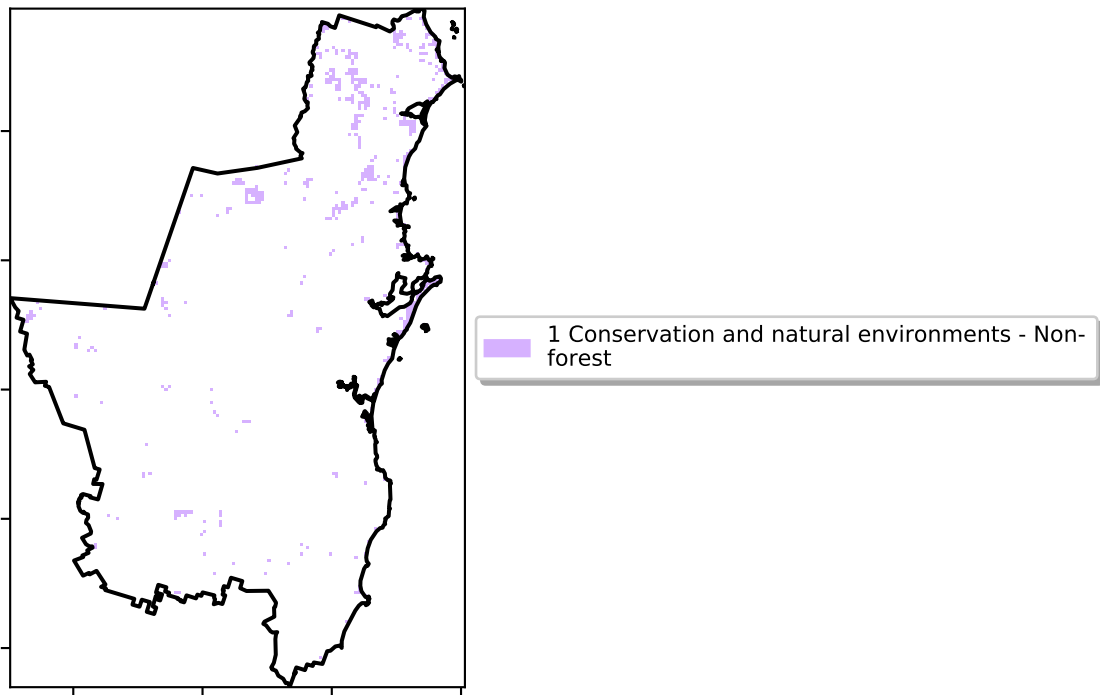 1 Conservation and natural environments - Non-
forest